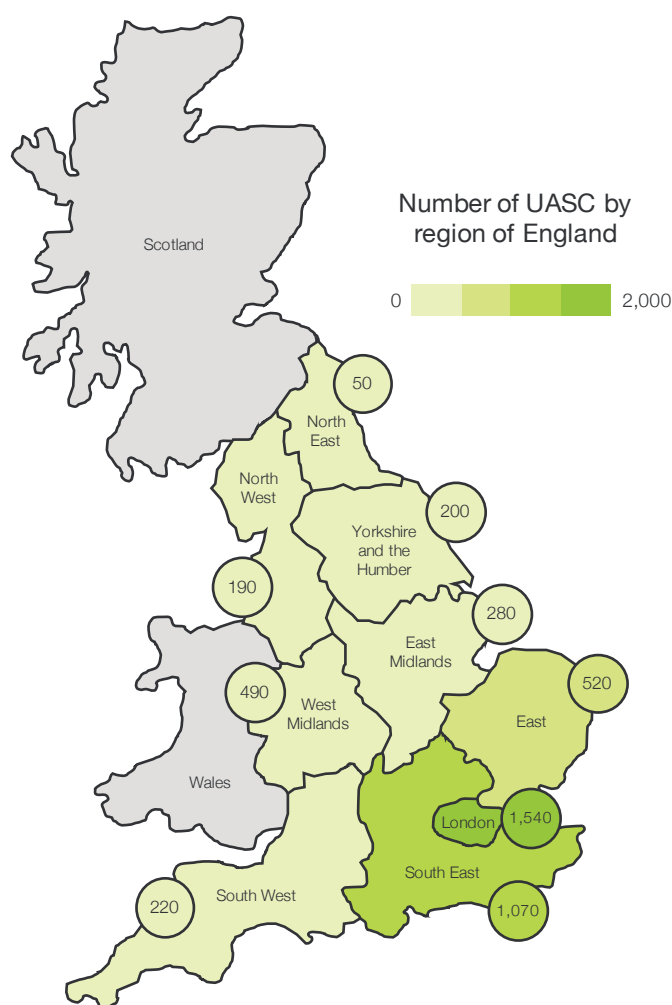 Number of UASC by
region of England
0
2,000
Scotland
50
North
East
North
West
200
Yorkshire
and the
Humber
190
280
East
Midlands
490
West
Midlands
520
East
Wales
London
1,540
South East
South West
220
1,070